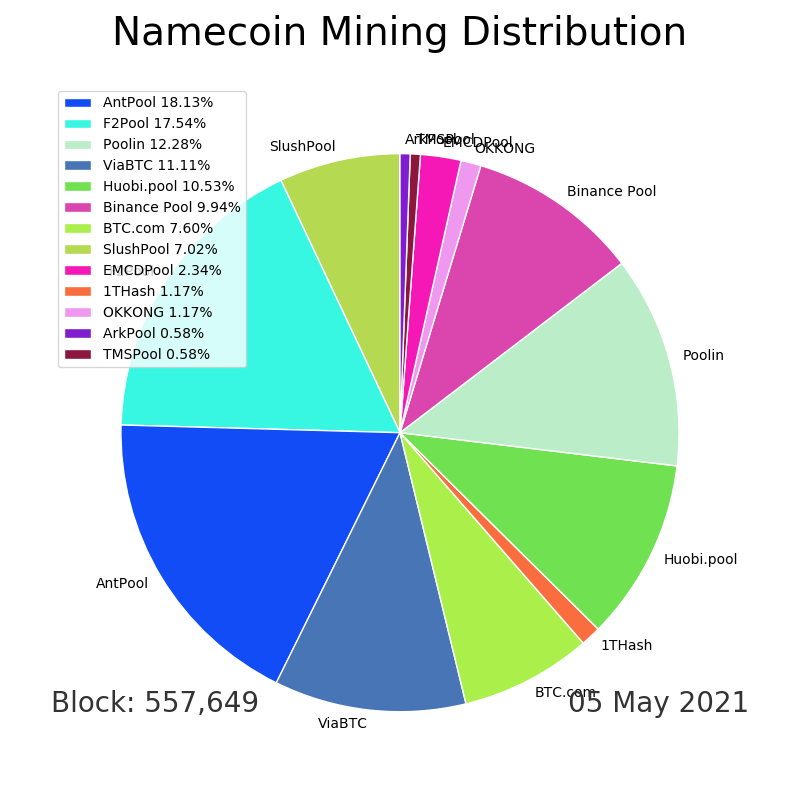 Namecoin Mining Distribution
AntPool 18.13%
F2Pool 17.54%
Poolin 12.28%
ViaBTC 11.11%
Huobi.pool 10.53%
Binance Pool 9.94%
BTC.com 7.60%
SlushPool 7.02%
EMCDPool 2.34%
1THash 1.17%
OKKONG 1.17%
ArkPool 0.58%
TMSPool 0.58%
SlushPool
ArkPool
TMSPool
EMCDPool
OKKONG
Binance Pool
Poolin
Huobi.pool
1THash
BTC.com
ViaBTC
AntPool
Block: 557,649
05 May 2021